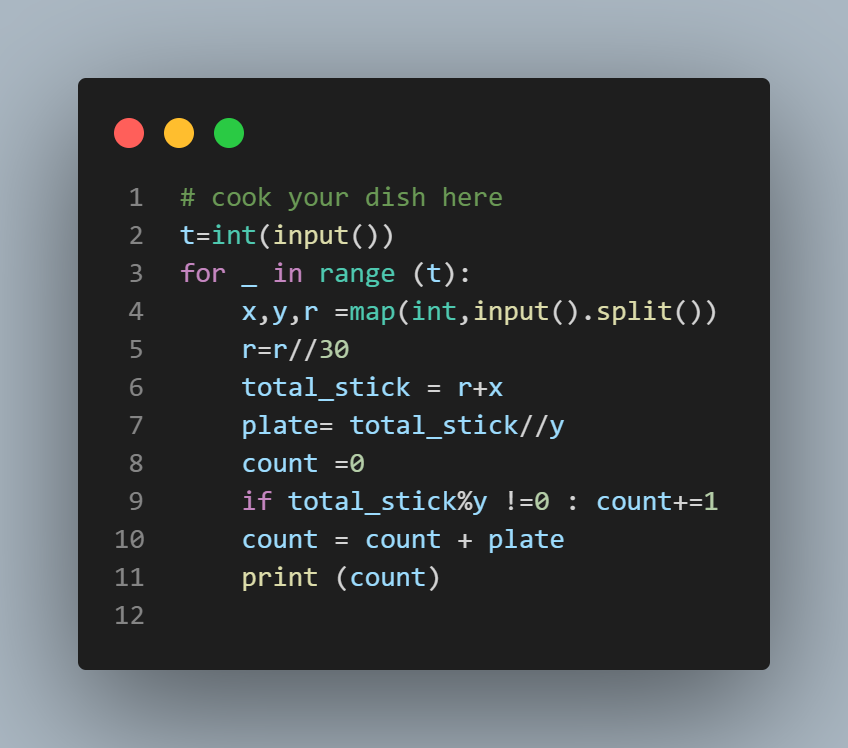 1 # cook your dish here
2 t=int(input())
3 for _ in range (t):
4     x,y,r =map(int,input().split())
5     r=r//30
6     total_stick = r+x
7     plate= total_stick//y
8     count =0
9     if total_stick%y !=0 : count+=1
10     count = count + plate
11     print (count)
12